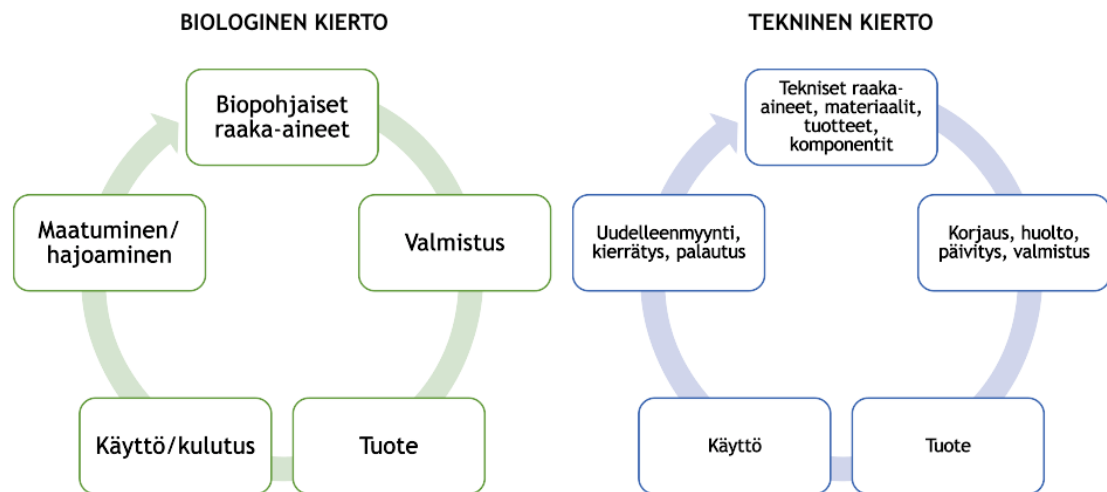 BIOLOGINEN KIERTO
Biopohjaiset
raaka-aineet
Valmistus
Tuote
Käyttö/kulutus
Maatuminen/
hajoaminen
TEKNINEN KIERTO
Tekniset raaka-
aineet, materiaalit,
tuotteet,
komponentit
Korjaus, huolto,
päivitys, valmistus
Tuote
Käyttö
Uudelleenmyynti,
kierrätys, palautus